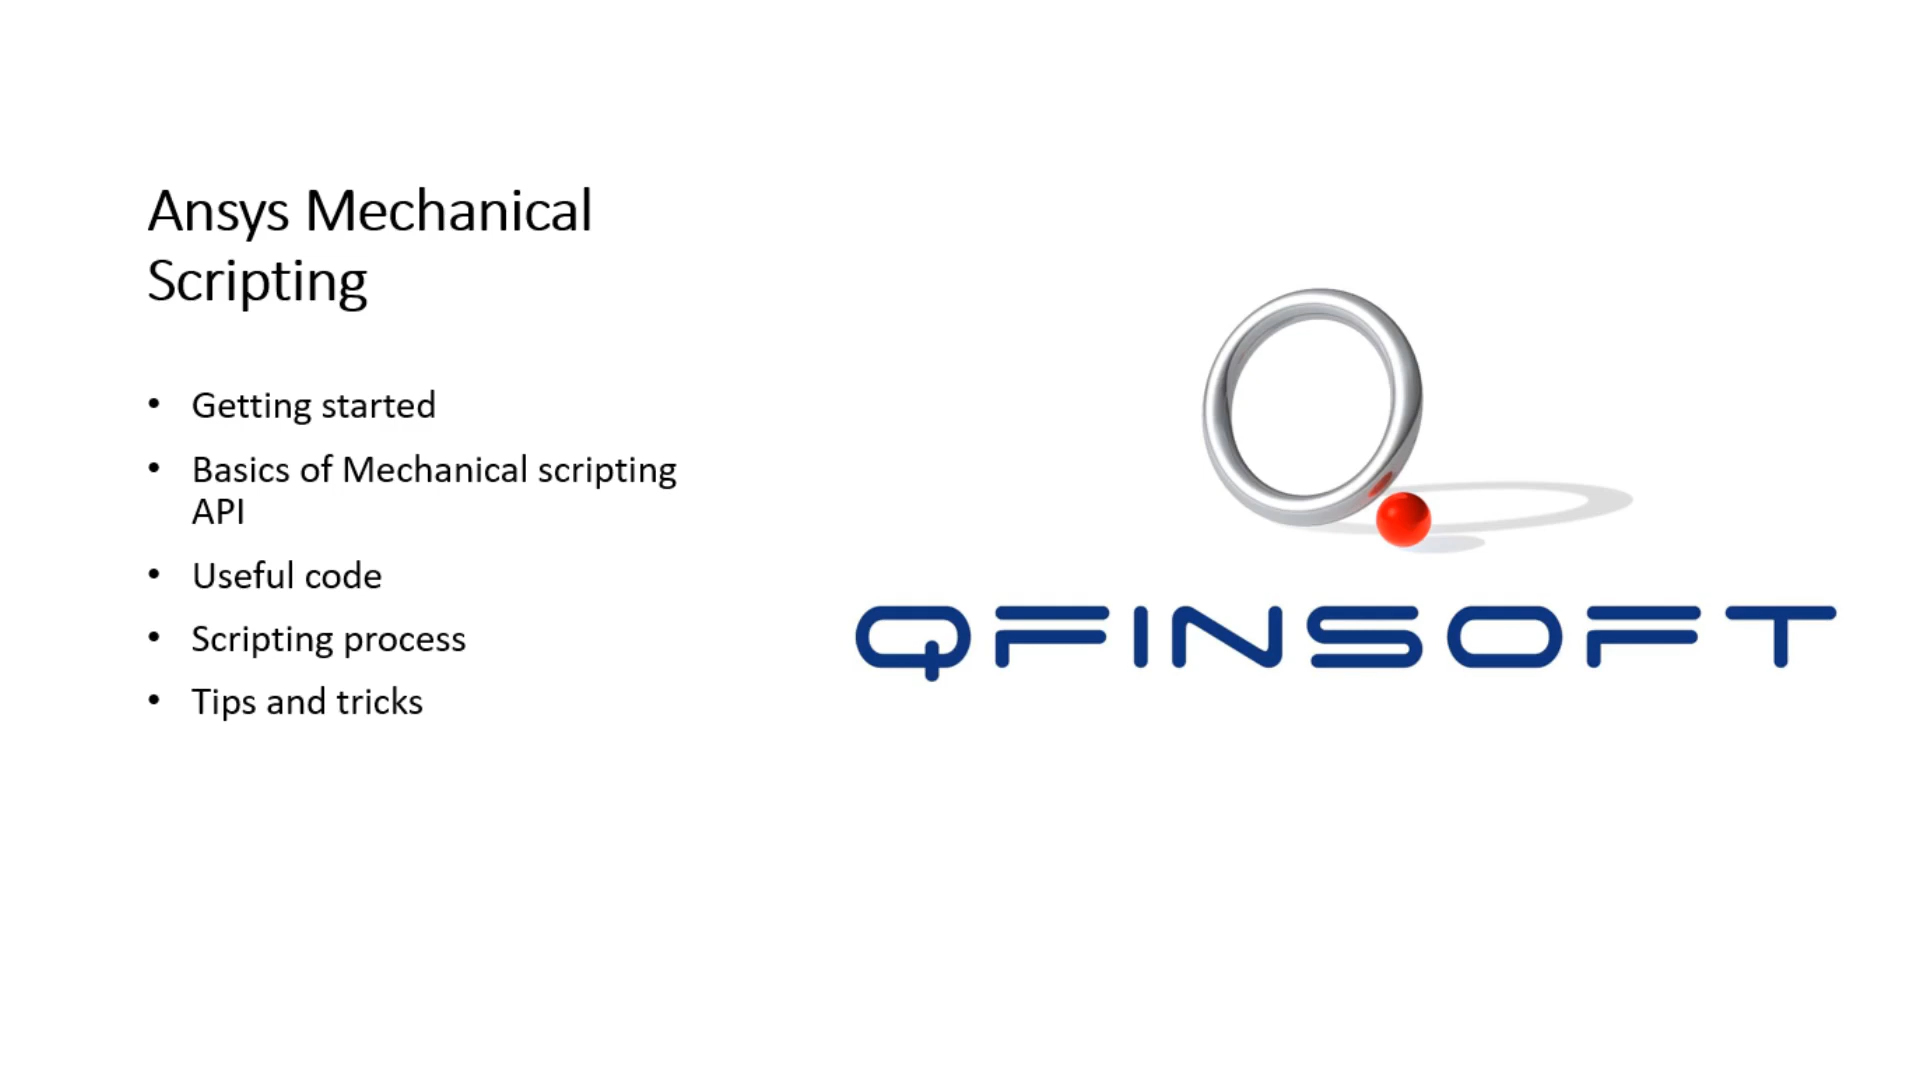 Ansys Mechanical
Scripting
• Getting started
• Basics of Mechanical scripting
API
• Useful code
• Scripting process
• Tips and tricks
QFINSOFT